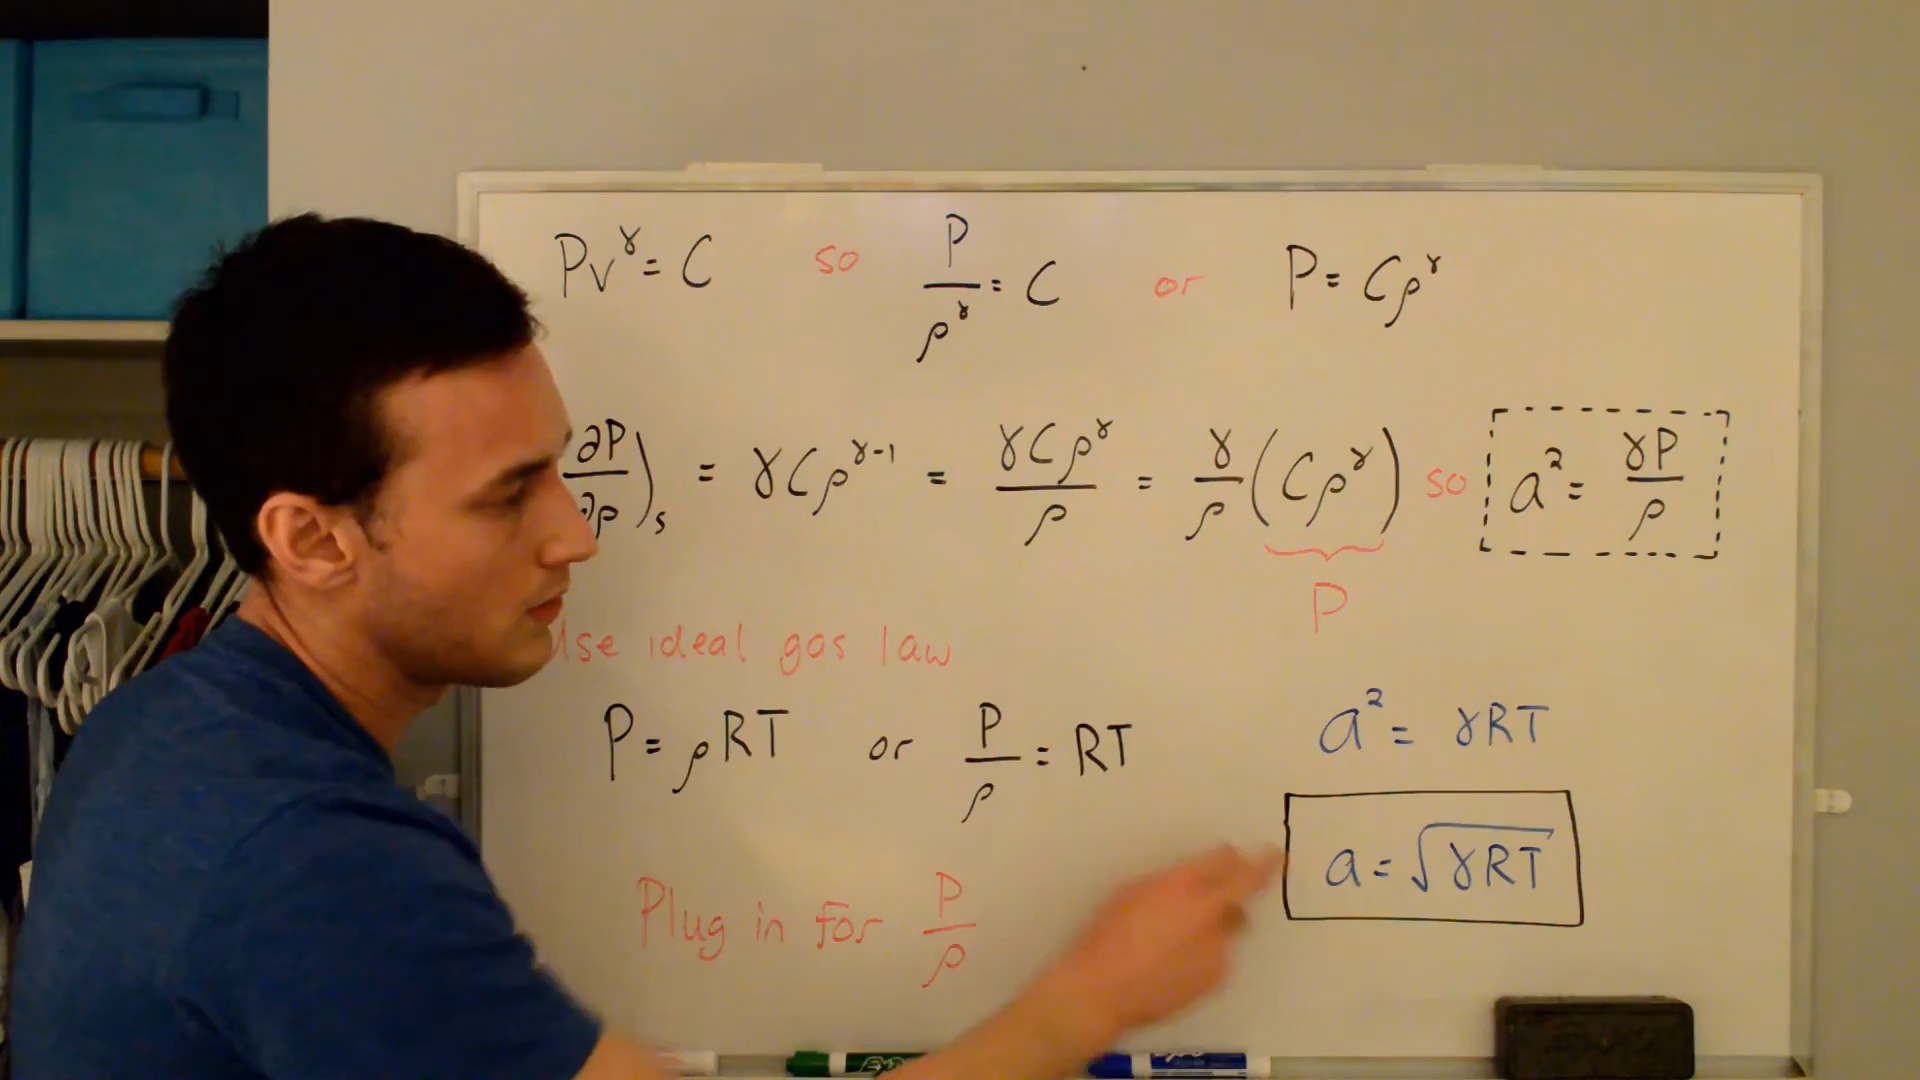 Pv^γ = C so P/ρ^γ = C or P = Cρ^γ
∂P/∂ρ)_s = γCρ^(γ-1) = γCρ^γ/ρ = γ/ρ (Cρ^γ) so a² = γP/ρ
P
Use ideal gas law
P = ρRT or P/ρ = RT
a² = γRT
a = √γRT
Plug in for P/ρ